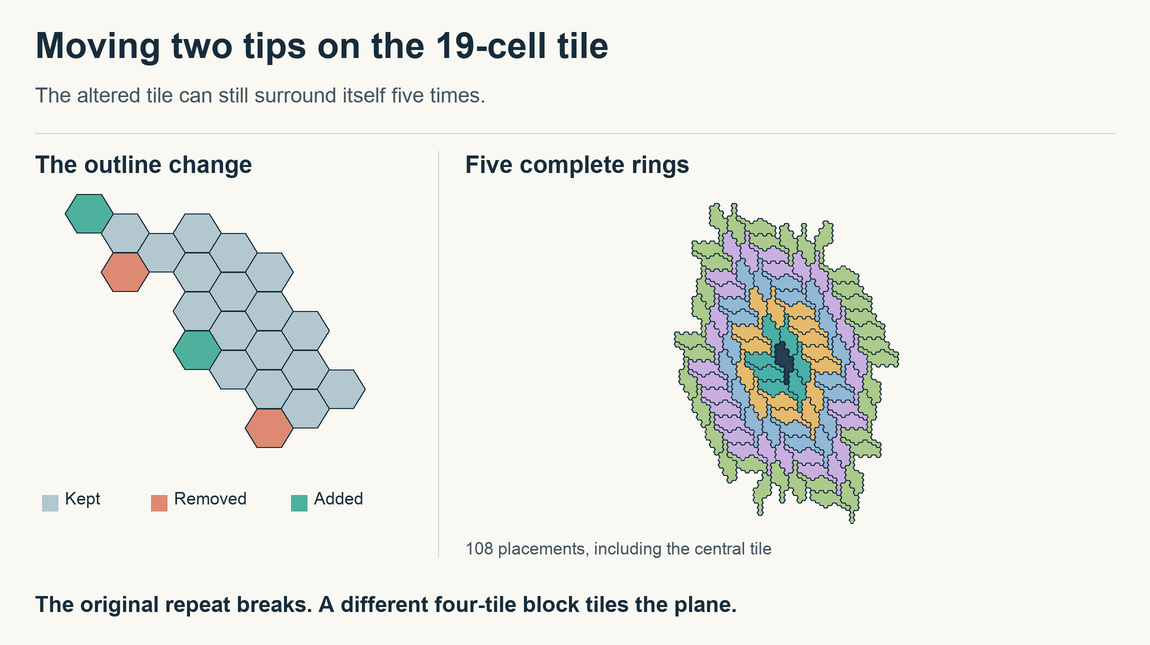 Moving two tips on the 19-cell tile
The altered tile can still surround itself five times.
The outline change
Kept
Removed
Added
Five complete rings
108 placements, including the central tile
The original repeat breaks. A different four-tile block tiles the plane.